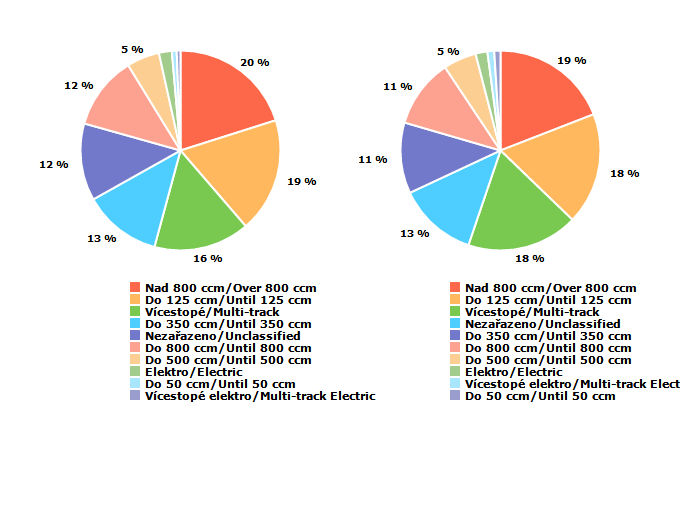 5 %
20 %
12 %
12 %
19 %
13 %
16 %
Nad 800 ccm/Over 800 ccm
Do 125 ccm/Until 125 ccm
Vícestopé/Multi-track
Do 350 ccm/Until 350 ccm
Nezařazeno/Unclassified
Do 800 ccm/Until 800 ccm
Do 500 ccm/Until 500 ccm
Elektro/Electric
Do 50 ccm/Until 50 ccm
Vícestopé elektro/Multi-track Electric
5 %
19 %
11 %
11 %
18 %
13 %
18 %
Nad 800 ccm/Over 800 ccm
Do 125 ccm/Until 125 ccm
Vícestopé/Multi-track
Nezařazeno/Unclassified
Do 350 ccm/Until 350 ccm
Do 800 ccm/Until 800 ccm
Do 500 ccm/Until 500 ccm
Elektro/Electric
Vícestopé elektro/Multi-track Elect
Do 50 ccm/Until 50 ccm